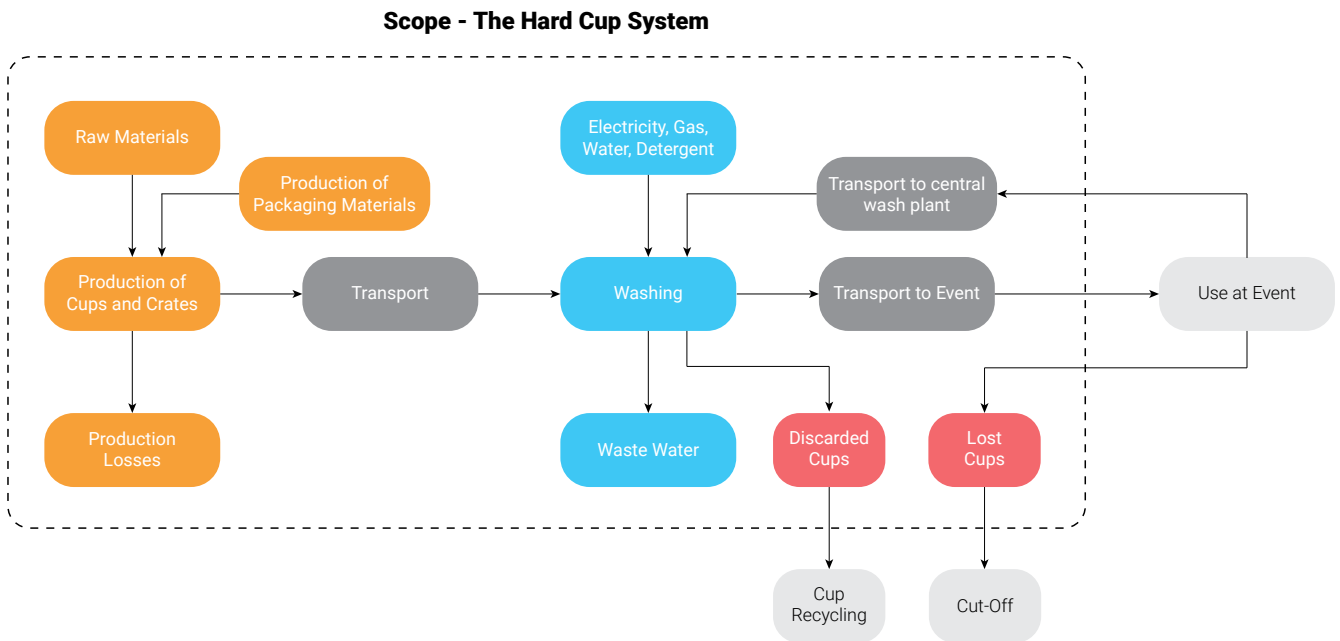 Scope - The Hard Cup System
Raw Materials
Electricity, Gas,
Water, Detergent
Production of
Packaging Materials
Transport to central
wash plant
Production of
Cups and Crates
Transport
Washing
Transport to Event
Use at Event
Production
Losses
Waste Water
Discarded
Cups
Lost
Cups
Cup
Recycling
Cut-Off